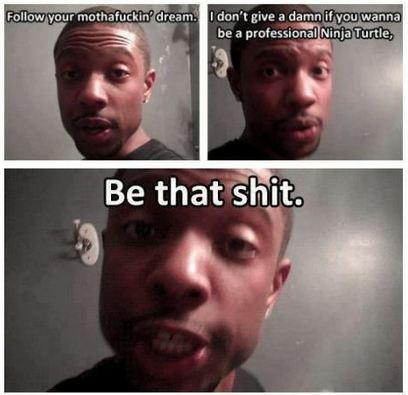 Follow your mothafuckin' dream.
I don't give a damn if you wanna
be a professional Ninja Turtle,
Be that shit.